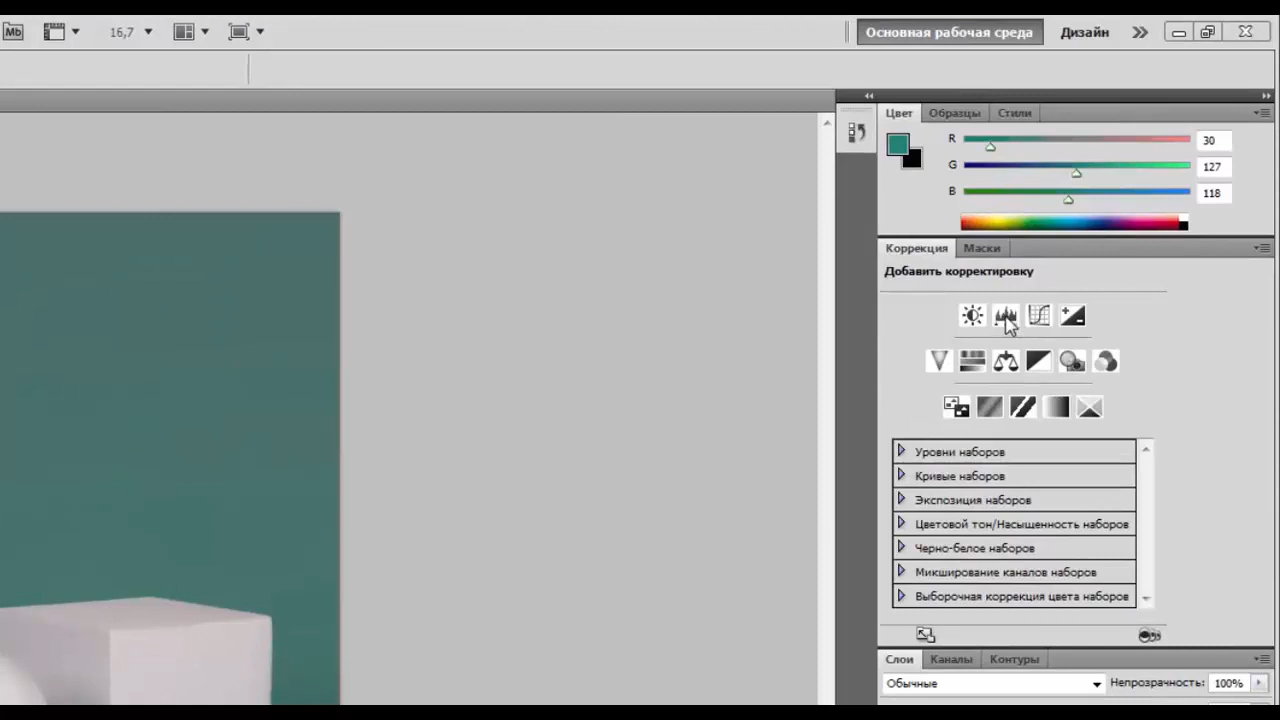 Mb
16,7
Основная рабочая среда
Дизайн
Цвет
Образцы
Стили
R
30
G
127
B
118
Коррекция
Маски
Добавить корректировку
Уровни наборов
Кривые наборов
Экспозиция наборов
Цветовой тон/Насыщенность наборов
Черно-белое наборов
Микширование каналов наборов
Выборочная коррекция цвета наборов
Слои
Каналы
Контуры
Обычные
Непрозрачность:
100%